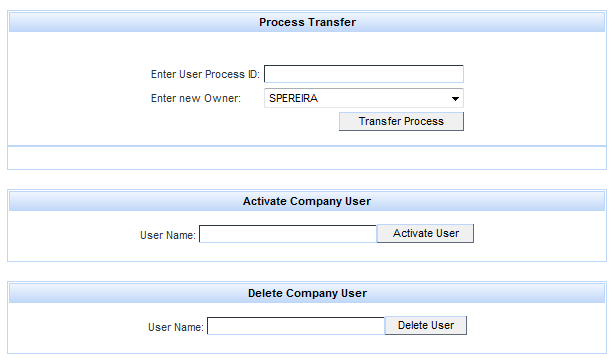 Process Transfer
Enter User Process ID:
Enter new Owner: SPEREIRA
Transfer Process
Activate Company User
User Name: Activate User
Delete Company User
User Name: Delete User